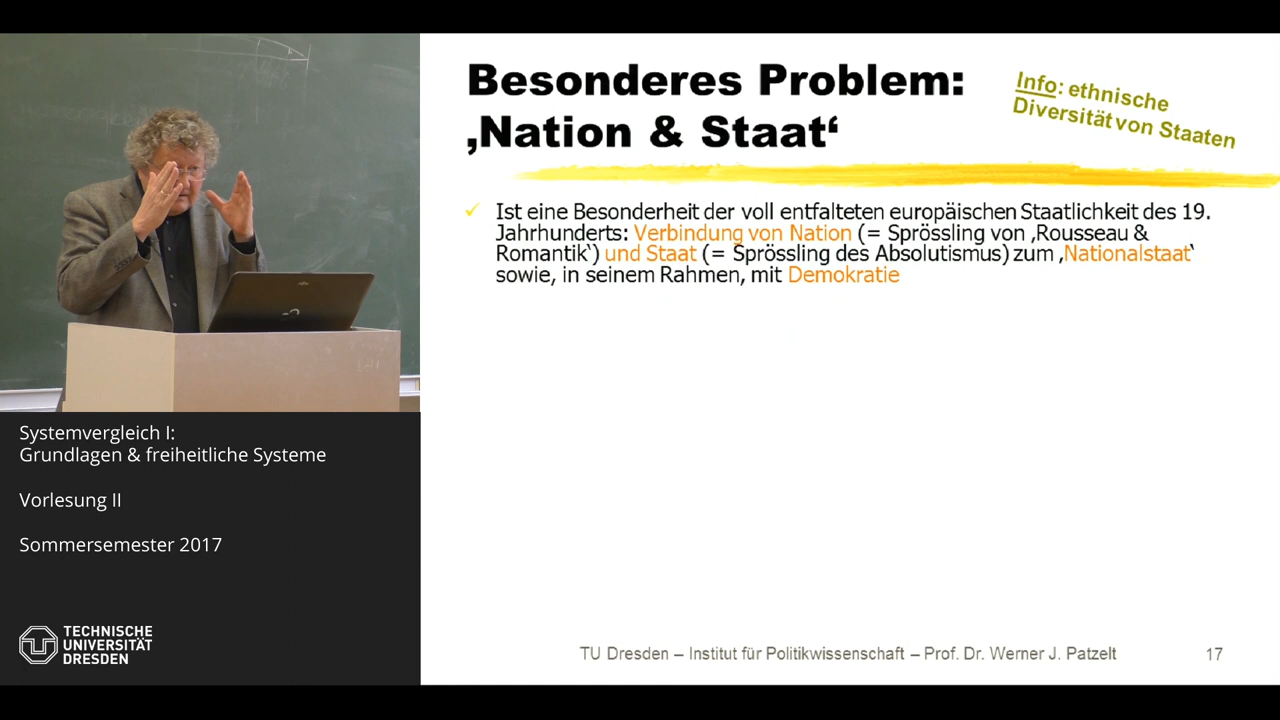 Besonderes Problem:
‚Nation & Staat‘
Info: ethnische
Diversität von Staaten
Ist eine Besonderheit der voll entfalteten europäischen Staatlichkeit des 19.
Jahrhunderts: Verbindung von Nation (= Sprössling von ‚Rousseau &
Romantik‘) und Staat (= Sprössling des Absolutismus) zum ‚Nationalstaat‘
sowie, in seinem Rahmen, mit Demokratie
Systemvergleich I:
Grundlagen & freiheitliche Systeme
Vorlesung II
Sommersemester 2017
TECHNISCHE
UNIVERSITÄT
DRESDEN
TU Dresden – Institut für Politikwissenschaft – Prof. Dr. Werner J. Patzelt
17